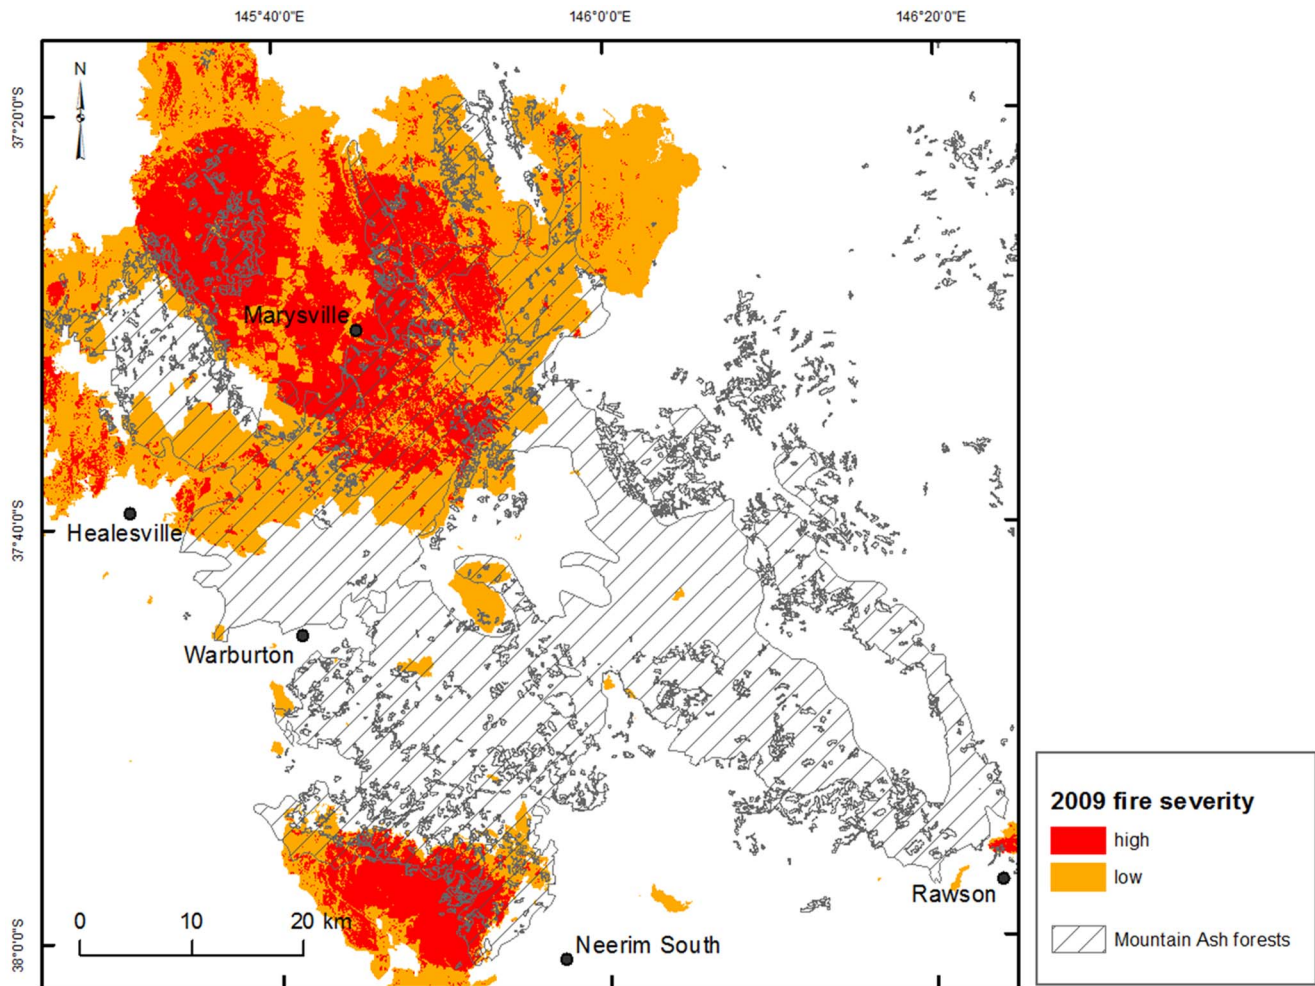 145°40'0"E
146°0'0"E
146°20'0"E
N
37°20'0"S
Marysville
Healesville
37°40'0"S
Warburton
2009 fire severity
high
low
Mountain Ash forests
Rawson
0 10 20 km
Neerim South
38°0'0"S